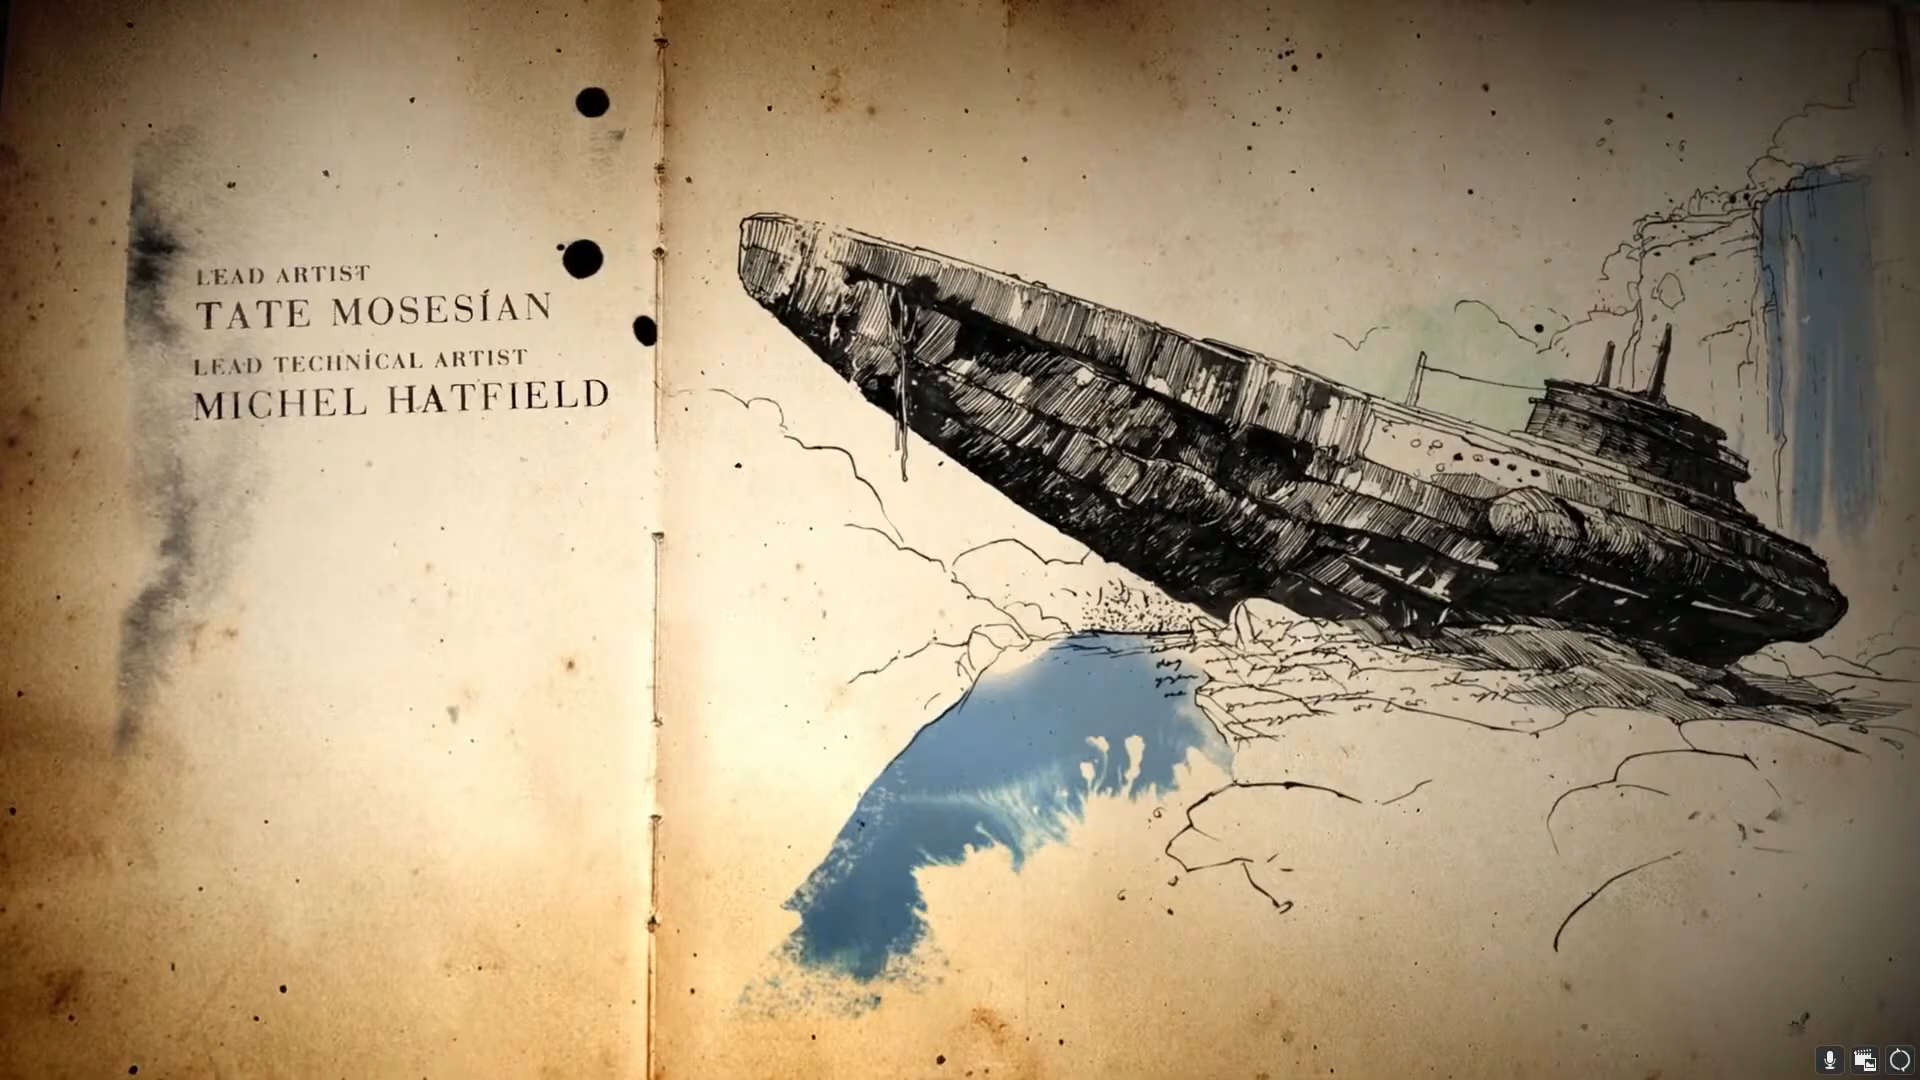 LEAD ARTIST
TATE MOSESIAN
LEAD TECHNICAL ARTIST
MICHEL HATFIELD